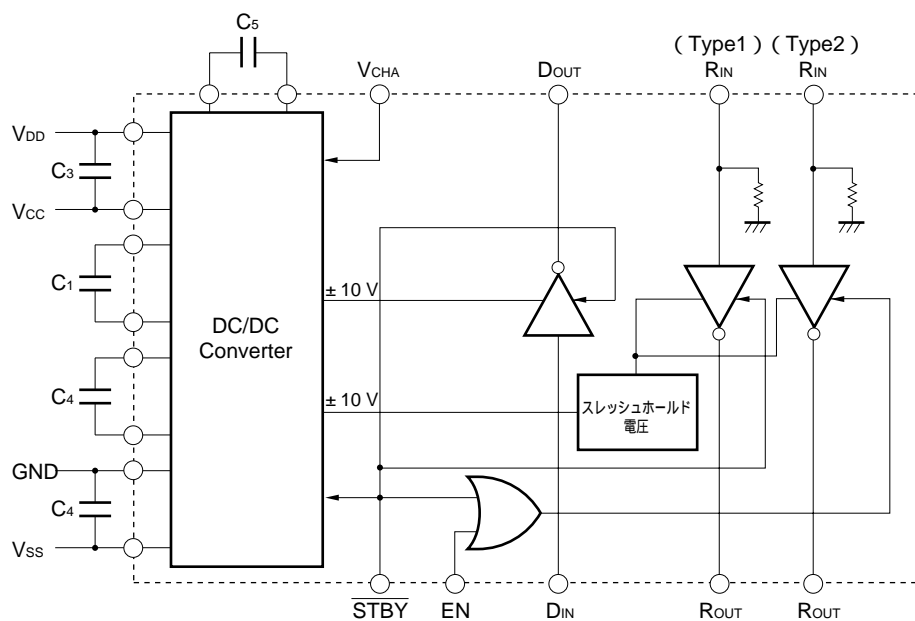 C5
（Type1）（Type2）
VCHA
DOUT
RIN
RIN
VDD
C3
VCC
C1
± 10 V
DC/DC
Converter
C4
± 10 V
スレッシュホールド
電圧
GND
C4
VSS
STBY
EN
DIN
ROUT
ROUT